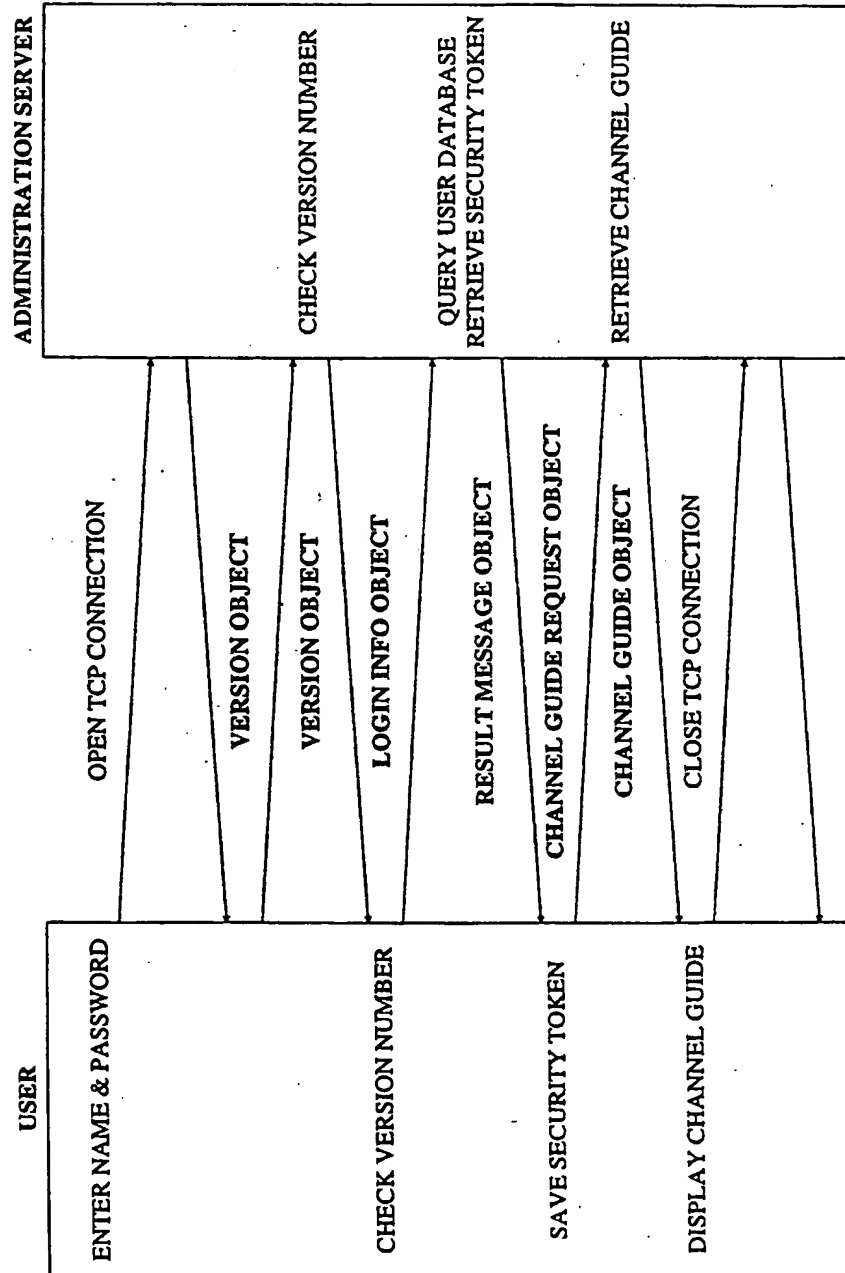 USER
ADMINISTRATION SERVER
ENTER NAME & PASSWORD
OPEN TCP CONNECTION
VERSION OBJECT
VERSION OBJECT
CHECK VERSION NUMBER
CHECK VERSION NUMBER
LOGIN INFO OBJECT
QUERY USER DATABASE
RETRIEVE SECURITY TOKEN
RESULT MESSAGE OBJECT
SAVE SECURITY TOKEN
CHANNEL GUIDE REQUEST OBJECT
RETRIEVE CHANNEL GUIDE
CHANNEL GUIDE OBJECT
DISPLAY CHANNEL GUIDE
CLOSE TCP CONNECTION